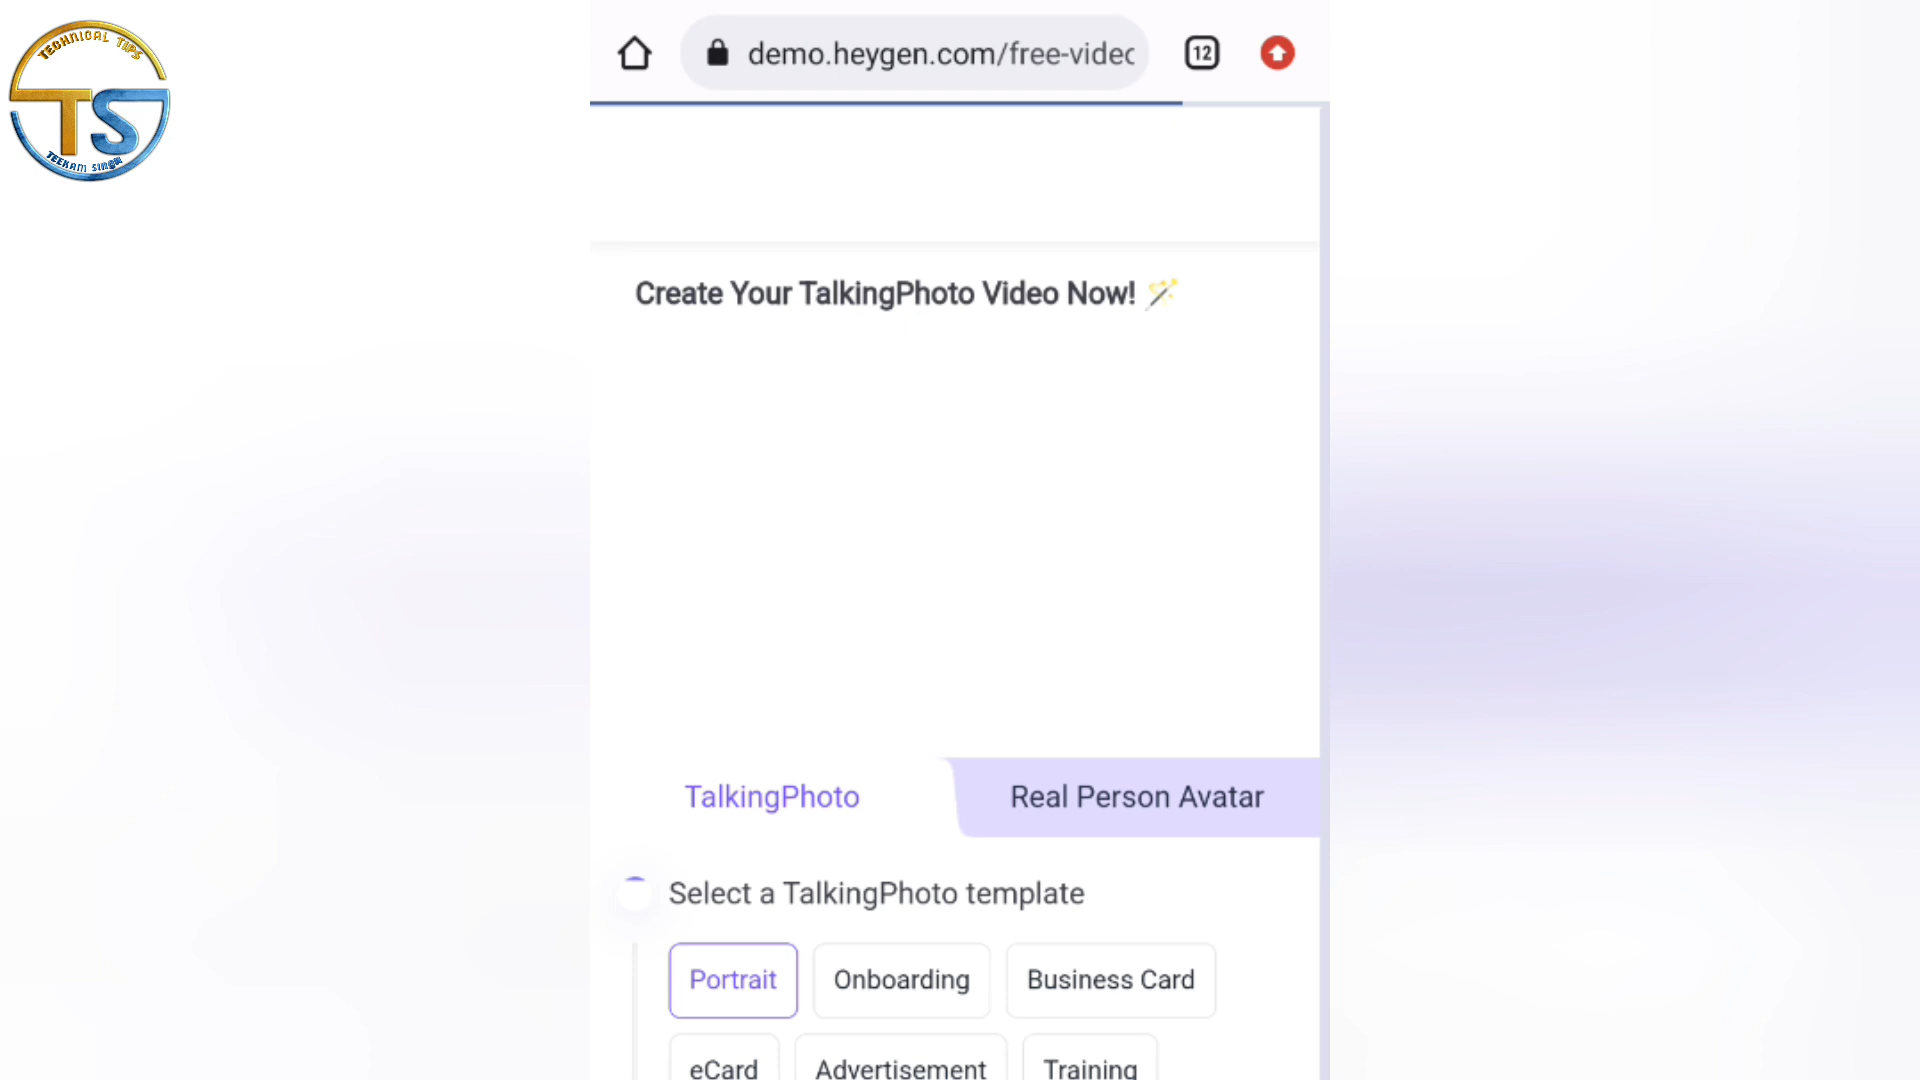 TECHNICAL TIPS
TS
TEEKAM SINGH
demo.heygen.com/free-video
12
Create Your TalkingPhoto Video Now!
TalkingPhoto
Real Person Avatar
Select a TalkingPhoto template
Portrait
Onboarding
Business Card
eCard
Advertisement
Training